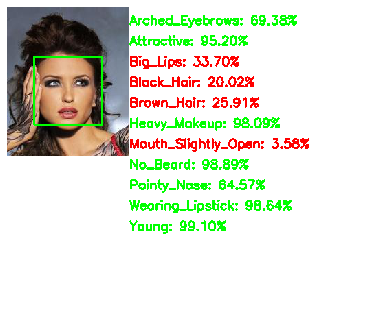 Arched_Eyebrows: 69.38%
Attractive: 95.20%
Big_Lips: 33.70%
Black_Hair: 20.02%
Brown_Hair: 25.91%
Heavy_Makeup: 98.09%
Mouth_Slightly_Open: 3.58%
No_Beard: 98.89%
Pointy_Nose: 64.57%
Wearing_Lipstick: 98.64%
Young: 99.10%